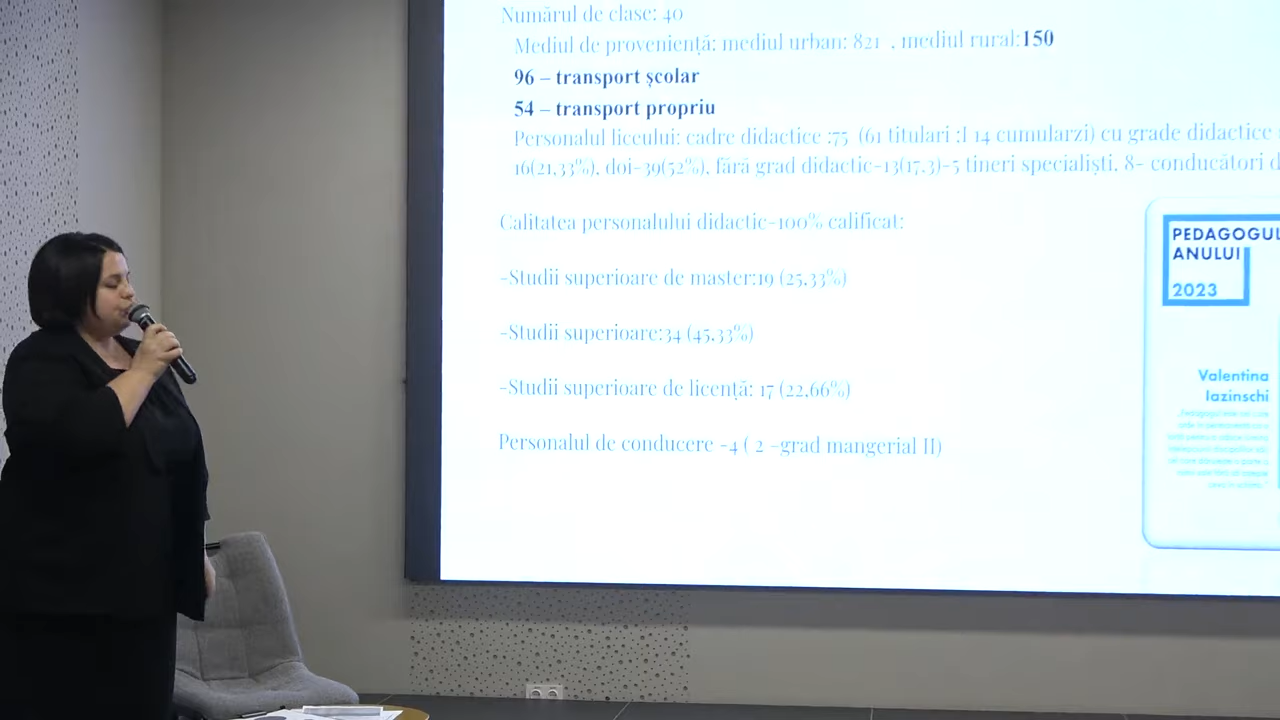 Numărul de clase: 40
Mediul de proveniență: mediul urban: 821 , mediul rural:150
96 – transport școlar
54 – transport propriu
Personalul liceului: cadre didactice :75 (61 titulari ;I 14 cumularzi) cu grade didactice
16(21,33%), doi-39(52%), fără grad didactic-13(17,3)-5 tineri specialiști, 8- conducători d
Calitatea personalului didactic-100% calificat:
-Studii superioare de master:19 (25,33%)
-Studii superioare:34 (45,33%)
-Studii superioare de licență: 17 (22,66%)
Personalul de conducere -4 ( 2 -grad mangerial II)
PEDAGOGUL
ANULUI
2023
Valentina
Iazinschi